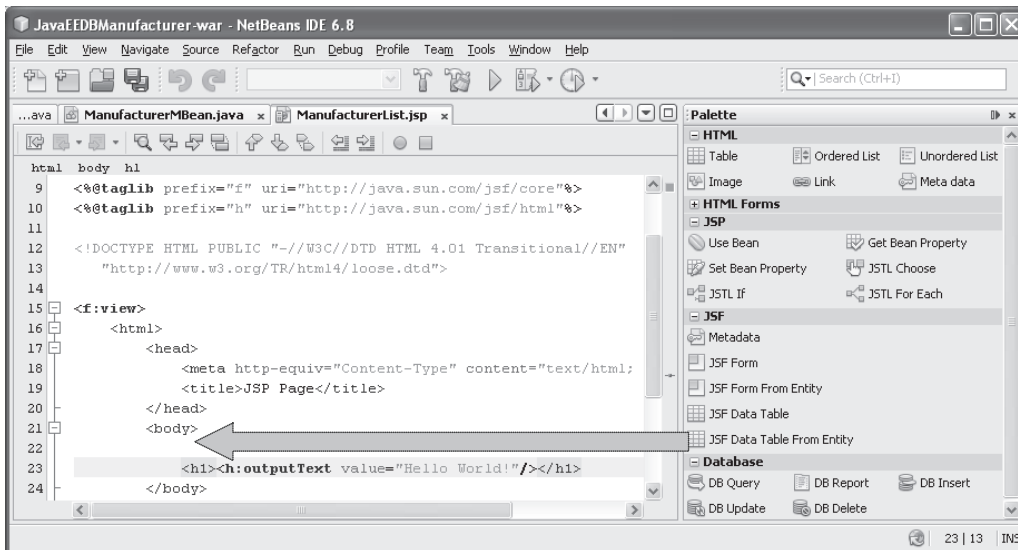 JavaEEDBManufacturer-war - NetBeans IDE 6.8
File Edit View Navigate Source Refactor Run Debug Profile Team Tools Window Help
Search (Ctrl+I)
...ava ManufacturerMBean.java x ManufacturerList.jsp x
html body h1
9 <%@taglib prefix="f" uri="http://java.sun.com/jsf/core"%>
10 <%@taglib prefix="h" uri="http://java.sun.com/jsf/html"%>
11
12 <!DOCTYPE HTML PUBLIC "-//W3C//DTD HTML 4.01 Transitional//EN"
13 "http://www.w3.org/TR/html4/loose.dtd">
14
15 <f:view>
16 <html>
17 <head>
18 <meta http-equiv="Content-Type" content="text/html;
19 <title>JSP Page</title>
20 </head>
21 <body>
22
23 <h1><h:outputText value="Hello World!"/></h1>
24 </body>
Palette
HTML
Table Ordered List Unordered List
Image Link Meta data
HTML Forms
JSP
Use Bean Get Bean Property
Set Bean Property JSTL Choose
JSTL If JSTL For Each
JSF
Metadata
JSF Form
JSF Form From Entity
JSF Data Table
JSF Data Table From Entity
Database
DB Query DB Report DB Insert
DB Update DB Delete
23 | 13 INS